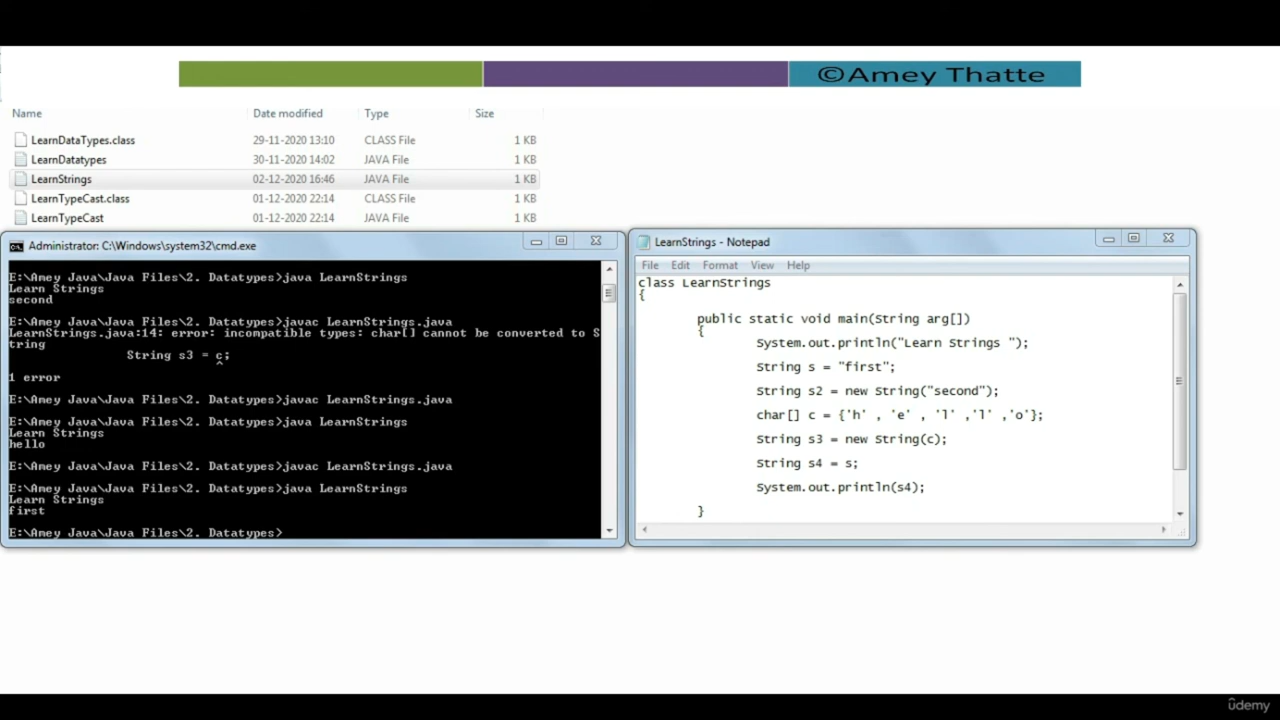 ©Amey Thatte
Name Date modified Type Size
LearnDataTypes.class 29-11-2020 13:10 CLASS File 1 KB
LearnDatatypes 30-11-2020 14:02 JAVA File 1 KB
LearnStrings 02-12-2020 16:46 JAVA File 1 KB
LearnTypeCast.class 01-12-2020 22:14 CLASS File 1 KB
LearnTypeCast 01-12-2020 22:14 JAVA File 1 KB
Administrator: C:\Windows\system32\cmd.exe
E:\Amey Java\Java Files\2. Datatypes>java LearnStrings
Learn Strings
second
E:\Amey Java\Java Files\2. Datatypes>javac LearnStrings.java
LearnStrings.java:14: error: incompatible types: char[] cannot be converted to S
tring
String s3 = c;
^
1 error
E:\Amey Java\Java Files\2. Datatypes>javac LearnStrings.java
E:\Amey Java\Java Files\2. Datatypes>java LearnStrings
Learn Strings
hello
E:\Amey Java\Java Files\2. Datatypes>javac LearnStrings.java
E:\Amey Java\Java Files\2. Datatypes>java LearnStrings
Learn Strings
first
E:\Amey Java\Java Files\2. Datatypes>
LearnStrings - Notepad
File Edit Format View Help
class LearnStrings
{
public static void main(String arg[])
{
System.out.println("Learn Strings ");
String s = "first";
String s2 = new String("second");
char[] c = {'h' , 'e' , 'l' ,'l' ,'o'};
String s3 = new String(c);
String s4 = s;
System.out.println(s4);
}
udemy